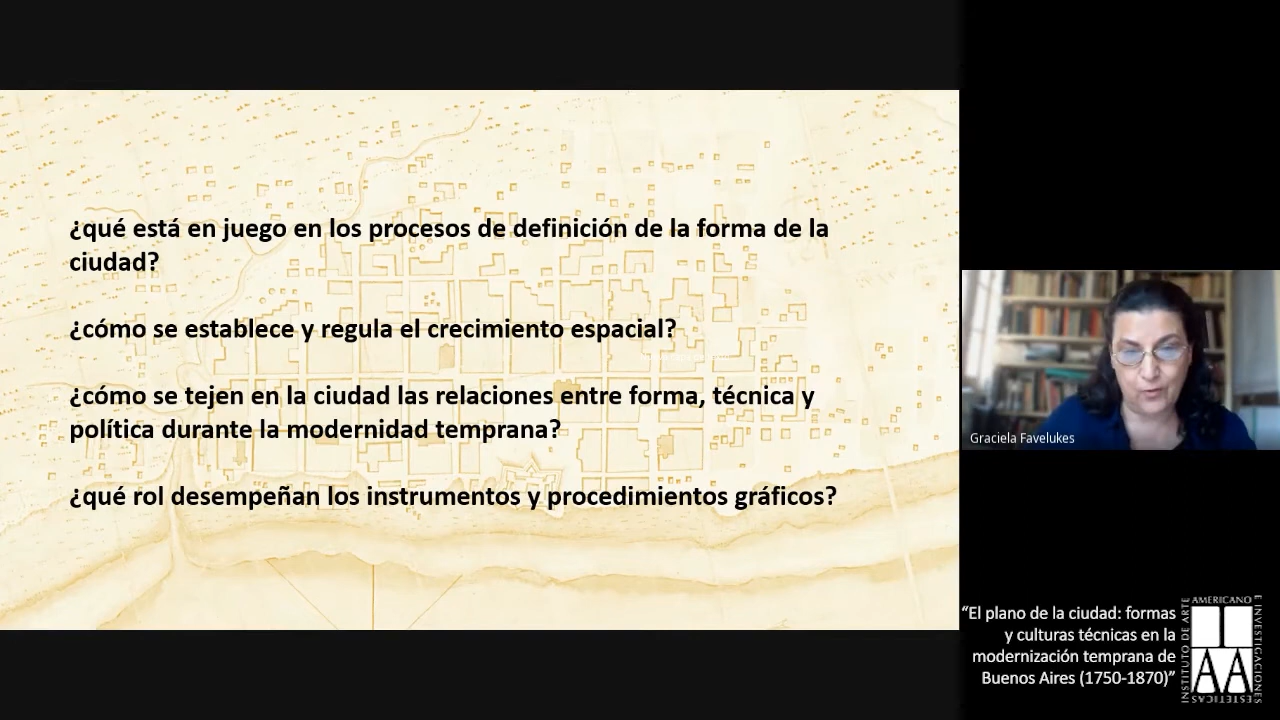 ¿qué está en juego en los procesos de definición de la forma de la
ciudad?
¿cómo se establece y regula el crecimiento espacial?
¿cómo se tejen en la ciudad las relaciones entre forma, técnica y
política durante la modernidad temprana?
¿qué rol desempeñan los instrumentos y procedimientos gráficos?
Graciela Favelukes
“El plano de la ciudad: formas
y culturas técnicas en la
modernización temprana de
Buenos Aires (1750-1870)”
INSTITUTO DE ARTE
AMERICANO
E INVESTIGACIONES
ESTETICAS
IAA